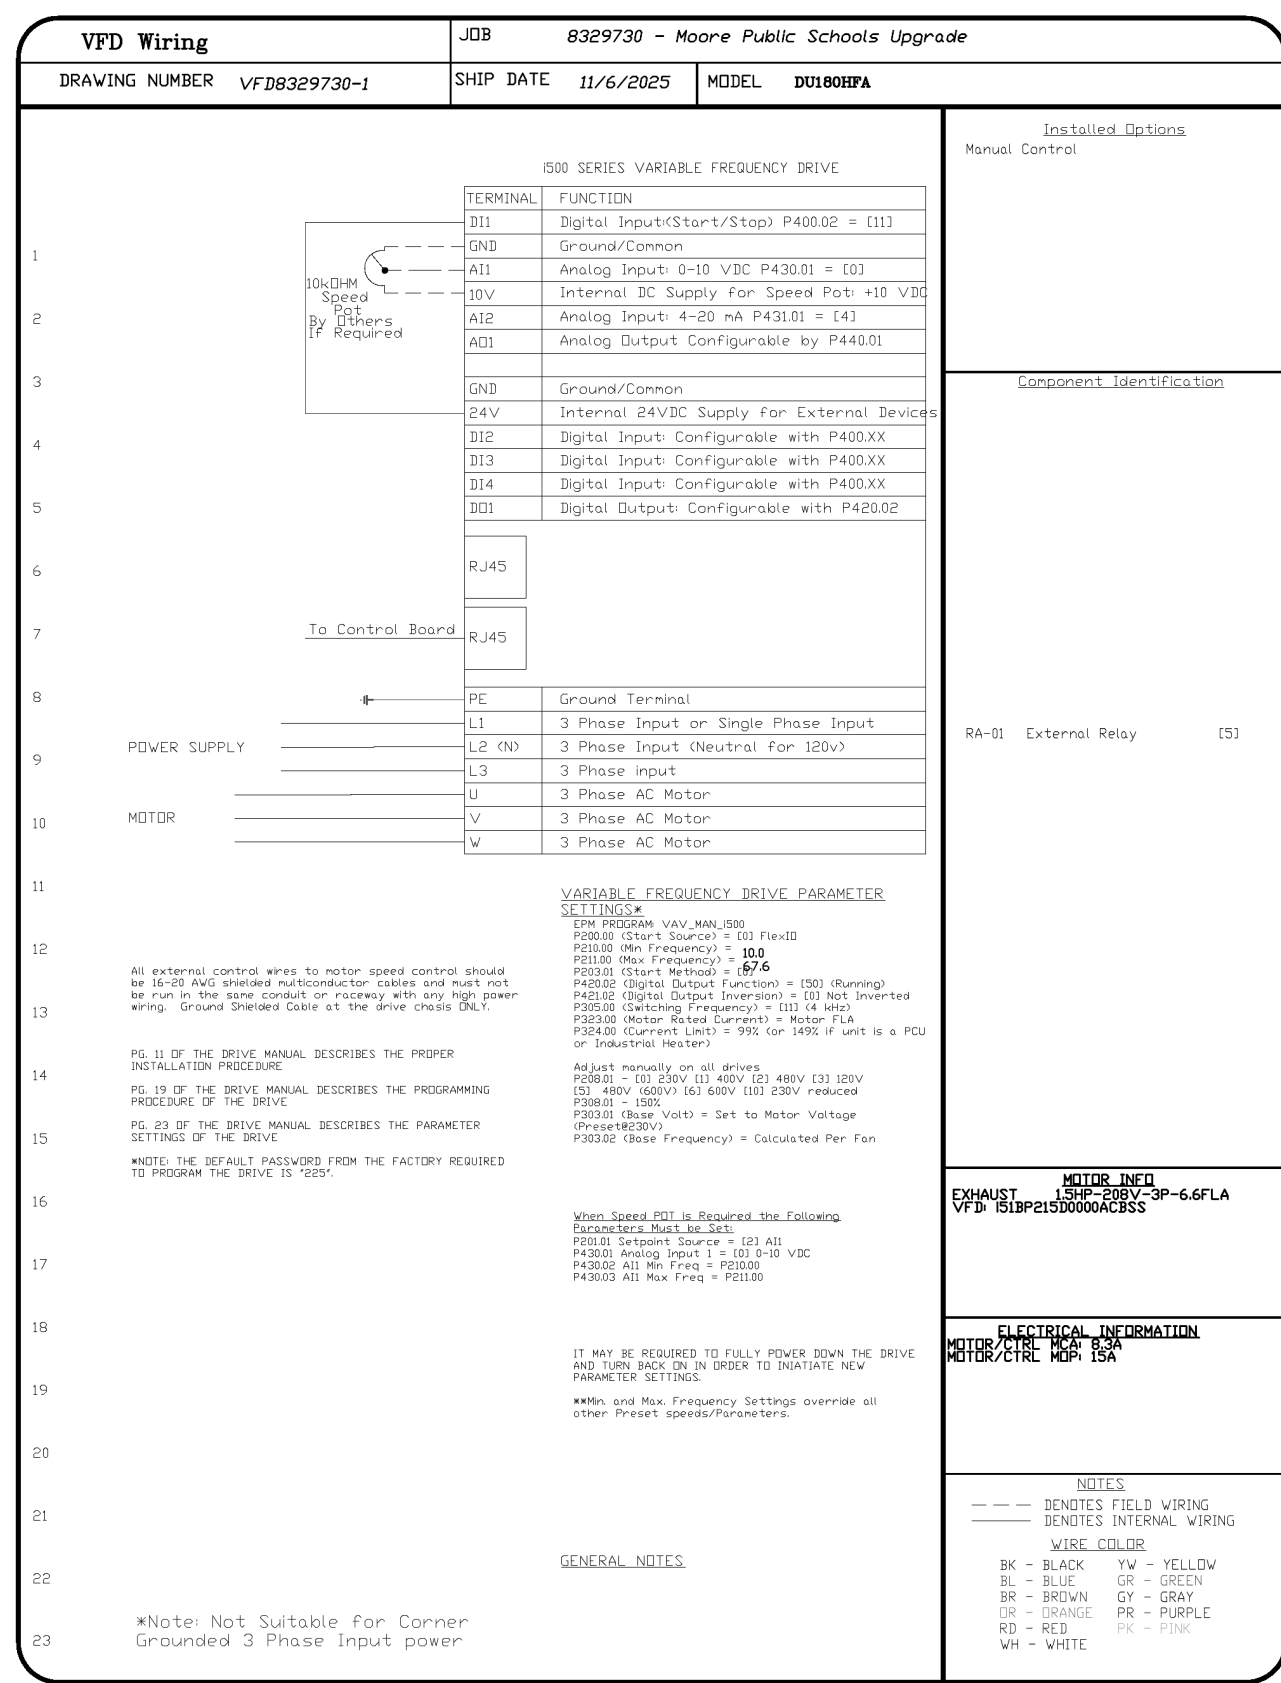 VFD Wiring
JOB 8329730 - Moore Public Schools Upgrade
DRAWING NUMBER VFD8329730-1
SHIP DATE 11/6/2025
MODEL DU180HFA
i500 SERIES VARIABLE FREQUENCY DRIVE
TERMINAL FUNCTION
DI1 Digital Input:(Start/Stop) P400.02 = [11]
GND Ground/Common
AI1 Analog Input: 0-10 VDC P430.01 = [0]
10V Internal DC Supply for Speed Pot: +10 VDC
AI2 Analog Input: 4-20 mA P431.01 = [4]
AO1 Analog Output Configurable by P440.01
GND Ground/Common
24V Internal 24VDC Supply for External Devices
DI2 Digital Input: Configurable with P400.XX
DI3 Digital Input: Configurable with P400.XX
DI4 Digital Input: Configurable with P400.XX
DO1 Digital Output: Configurable with P420.02
10kOHM
Speed
Pot
By Others
If Required
RJ45
To Control Board RJ45
PE Ground Terminal
L1 3 Phase Input or Single Phase Input
POWER SUPPLY L2 (N) 3 Phase Input (Neutral for 120v)
L3 3 Phase input
U 3 Phase AC Motor
MOTOR V 3 Phase AC Motor
W 3 Phase AC Motor
1
2
3
4
5
6
7
8
9
10
11
12
13
14
15
16
17
18
19
20
21
22
23
All external control wires to motor speed control should
be 16-20 AWG shielded multiconductor cables and must not
be run in the same conduit or raceway with any high power
wiring. Ground Shielded Cable at the drive chasis ONLY.
PG. 11 OF THE DRIVE MANUAL DESCRIBES THE PROPER
INSTALLATION PROCEDURE
PG. 19 OF THE DRIVE MANUAL DESCRIBES THE PROGRAMMING
PROCEDURE OF THE DRIVE
PG. 23 OF THE DRIVE MANUAL DESCRIBES THE PARAMETER
SETTINGS OF THE DRIVE
*NOTE: THE DEFAULT PASSWORD FROM THE FACTORY REQUIRED
TO PROGRAM THE DRIVE IS "225".
*Note: Not Suitable for Corner
Grounded 3 Phase Input power
VARIABLE FREQUENCY DRIVE PARAMETER
SETTINGS*
EPM PROGRAM: VAV_MAN_i500
P200.00 (Start Source) = [0] FlexIO
P210.00 (Min Frequency) = 10.0
P211.00 (Max Frequency) = 67.6
P203.01 (Start Method) = [0]
P420.02 (Digital Output Function) = [50] (Running)
P421.02 (Digital Output Inversion) = [0] Not Inverted
P305.00 (Switching Frequency) = [11] (4 kHz)
P323.00 (Motor Rated Current) = Motor FLA
P324.00 (Current Limit) = 99% (or 149% if unit is a PCU
or Industrial Heater)
Adjust manually on all drives
P208.01 - [0] 230V [1] 400V [2] 480V [3] 120V
[5] 480V (600V) [6] 600V [10] 230V reduced
P308.01 - 150%
P303.01 (Base Volt) = Set to Motor Voltage
(Preset@230V)
P303.02 (Base Frequency) = Calculated Per Fan
When Speed POT is Required the Following
Parameters Must be Set:
P201.01 Setpoint Source = [2] AI1
P430.01 Analog Input 1 = [0] 0-10 VDC
P430.02 AI1 Min Freq = P210.00
P430.03 AI1 Max Freq = P211.00
IT MAY BE REQUIRED TO FULLY POWER DOWN THE DRIVE
AND TURN BACK ON IN ORDER TO INIATIATE NEW
PARAMETER SETTINGS.
**Min. and Max. Frequency Settings override all
other Preset speeds/Parameters.
GENERAL NOTES
Installed Options
Manual Control
Component Identification
RA-01 External Relay [5]
MOTOR INFO
EXHAUST 1.5HP-208V-3P-6.6FLA
VFD: I51BP215D0000ACBSS
ELECTRICAL INFORMATION
MOTOR/CTRL MCA: 8.3A
MOTOR/CTRL MOP: 15A
NOTES
DENOTES FIELD WIRING
DENOTES INTERNAL WIRING
WIRE COLOR
BK - BLACK YW - YELLOW
BL - BLUE GR - GREEN
BR - BROWN GY - GRAY
OR - ORANGE PR - PURPLE
RD - RED PK - PINK
WH - WHITE